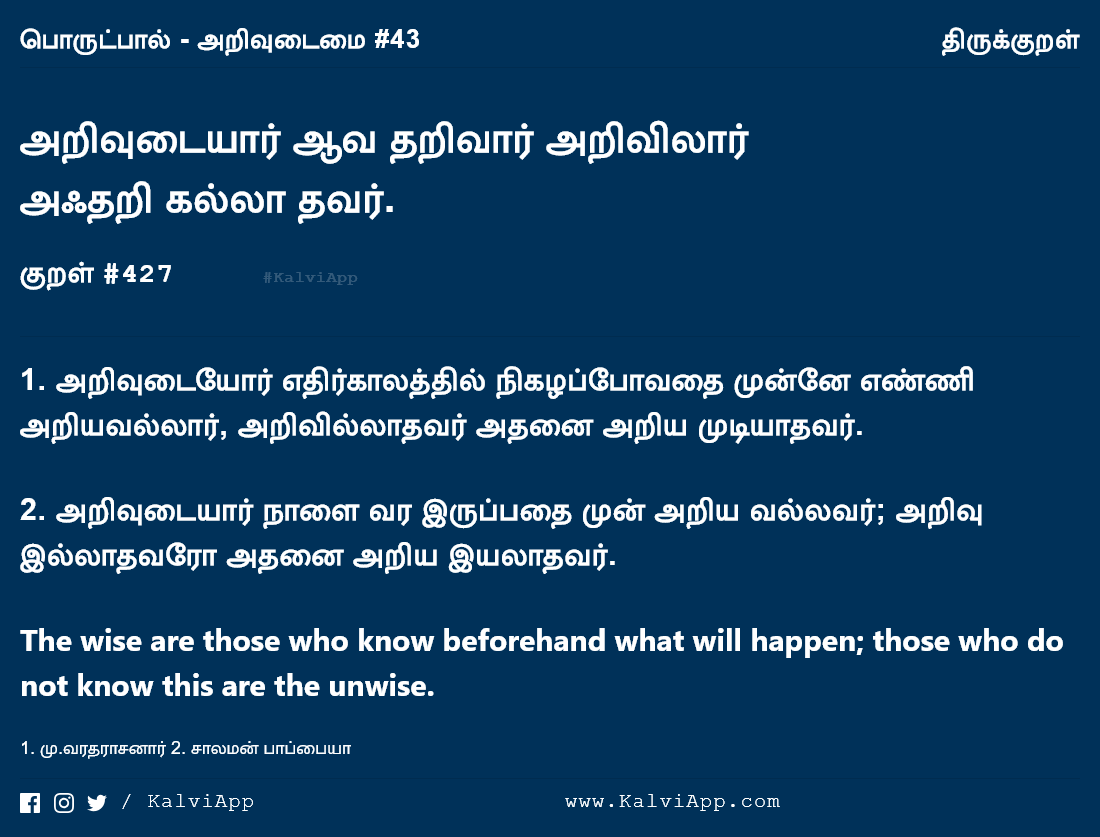 பொருட்பால் - அறிவுடைமை #43 திருக்குறள்
அறிவுடையார் ஆவ தறிவார் அறிவிலார்
அஃதறி கல்லா தவர்.
குறள் #427 #KalviApp
1. அறிவுடையோர் எதிர்காலத்தில் நிகழப்போவதை முன்னே எண்ணி
அறியவல்லார், அறிவில்லாதவர் அதனை அறிய முடியாதவர்.
2. அறிவுடையார் நாளை வர இருப்பதை முன் அறிய வல்லவர்; அறிவு
இல்லாதவரோ அதனை அறிய இயலாதவர்.
The wise are those who know beforehand what will happen; those who do
not know this are the unwise.
1. மு.வரதராசனார் 2. சாலமன் பாப்பையா
/ KalviApp www.KalviApp.com